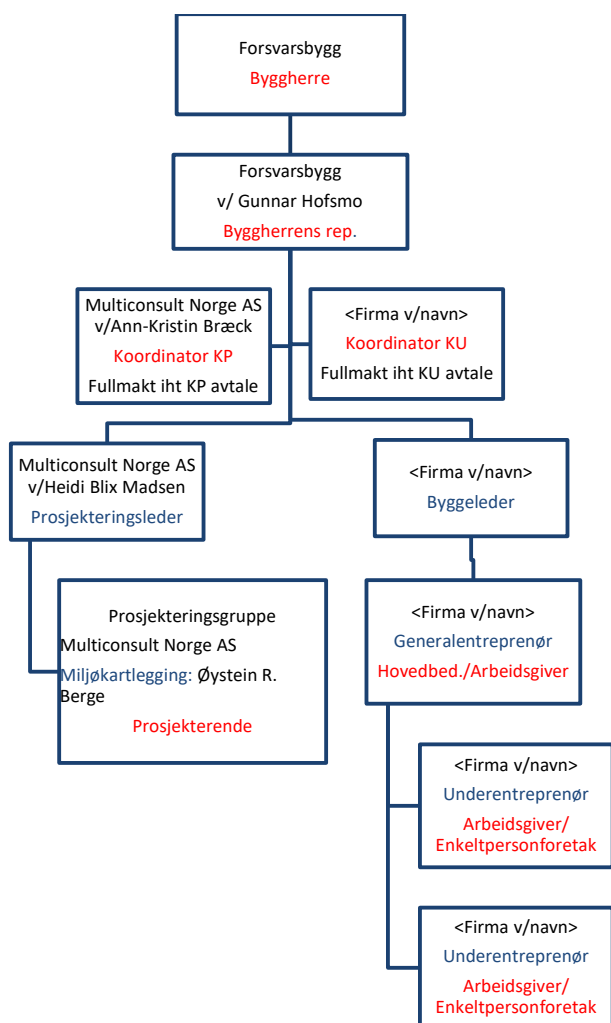 Forsvarsbygg
Byggherre
Forsvarsbygg
v/ Gunnar Hofsmo
Byggherrens rep.
Multiconsult Norge AS
v/Ann-Kristin Bræck
Koordinator KP
Fullmakt iht KP avtale
<Firma v/navn>
Koordinator KU
Fullmakt iht KU avtale
Multiconsult Norge AS
v/Heidi Blix Madsen
Prosjekteringsleder
<Firma v/navn>
Byggeleder
Prosjekteringsgruppe
Multiconsult Norge AS
Miljøkartlegging: Øystein R.
Berge
Prosjekterende
<Firma v/navn>
Generalentreprenør
Hovedbed./Arbeidsgiver
<Firma v/navn>
Underentreprenør
Arbeidsgiver/
Enkeltpersonforetak
<Firma v/navn>
Underentreprenør
Arbeidsgiver/
Enkeltpersonforetak